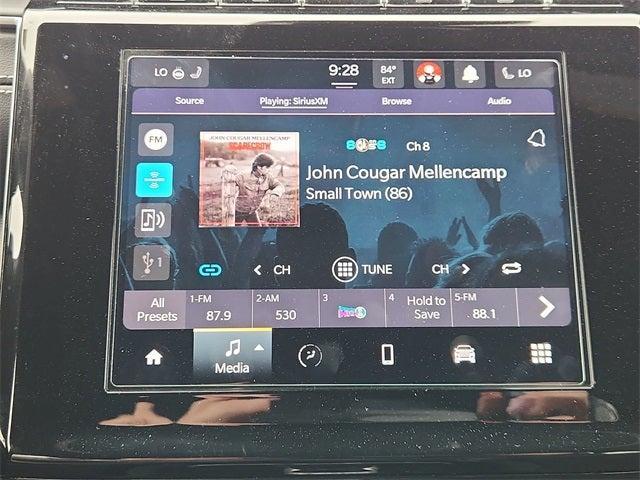 LO
9:28
84°
EXT
LO
Source
Playing: SiriusXM
Browse
Audio
FM
JOHN COUGAR MELLENCAMP
SCARECROW
Ch 8
John Cougar Mellencamp
Small Town (86)
1
CH
TUNE
CH
All
Presets
1-FM
87.9
2-AM
530
3
4
Hold to
Save
5-FM
88.1
Media